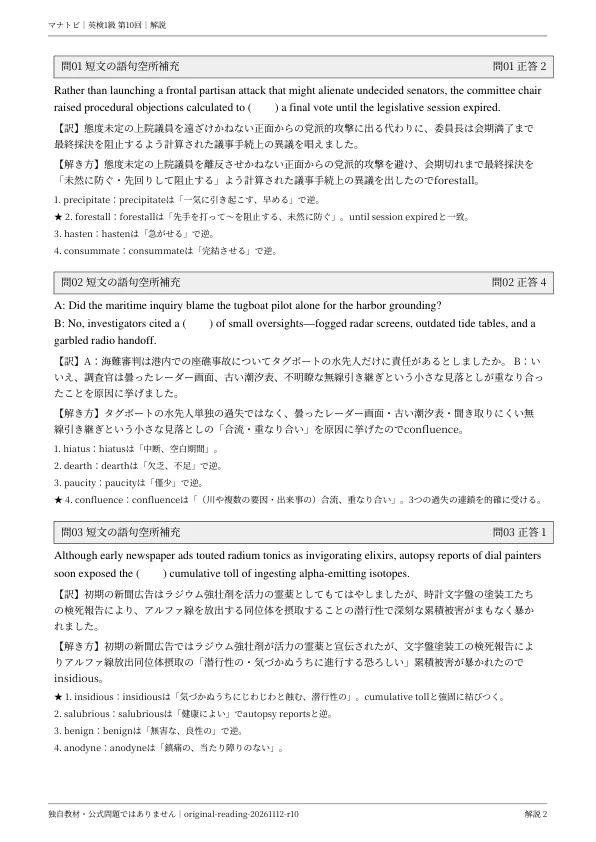 マナトビ｜英検1級 第10回｜解説
問01 短文の語句空所補充 問01 正答 2
Rather than launching a frontal partisan attack that might alienate undecided senators, the committee chair
raised procedural objections calculated to (　　) a final vote until the legislative session expired.
【訳】態度未定の上院議員を遠ざけかねない正面からの党派的攻撃に出る代わりに、委員長は会期満了まで
最終採決を阻止するよう計算された議事手続上の異議を唱えました。
【解き方】態度未定の上院議員を離反させかねない正面からの党派的攻撃を避け、会期切れまで最終採決を
「未然に防ぐ・先回りして阻止する」よう計算された議事手続上の異議を出したのでforestall。
1. precipitate：precipitateは「一気に引き起こす、早める」で逆。
★ 2. forestall：forestallは「先手を打って〜を阻止する、未然に防ぐ」。until session expiredと一致。
3. hasten：hastenは「急がせる」で逆。
4. consummate：consummateは「完結させる」で逆。
問02 短文の語句空所補充 問02 正答 4
A: Did the maritime inquiry blame the tugboat pilot alone for the harbor grounding?
B: No, investigators cited a (　　) of small oversights—fogged radar screens, outdated tide tables, and a
garbled radio handoff.
【訳】A：海難審判は港内での座礁事故についてタグボートの水先人だけに責任があるとしましたか。 B：い
いえ、調査官は曇ったレーダー画面、古い潮汐表、不明瞭な無線引き継ぎという小さな見落としが重なり合っ
たことを原因に挙げました。
【解き方】タグボートの水先人単独の過失ではなく、曇ったレーダー画面・古い潮汐表・聞き取りにくい無
線引き継ぎという小さな見落としの「合流・重なり合い」を原因に挙げたのでconfluence。
1. hiatus：hiatusは「中断、空白期間」。
2. dearth：dearthは「欠乏、不足」で逆。
3. paucity：paucityは「僅少」で逆。
★ 4. confluence：confluenceは「（川や複数の要因・出来事の）合流、重なり合い」。3つの過失の連鎖を的確に受ける。
問03 短文の語句空所補充 問03 正答 1
Although early newspaper ads touted radium tonics as invigorating elixirs, autopsy reports of dial painters
soon exposed the (　　) cumulative toll of ingesting alpha-emitting isotopes.
【訳】初期の新聞広告はラジウム強壮剤を活力の霊薬としてもてはやしましたが、時計文字盤の塗装工たち
の検死報告により、アルファ線を放出する同位体を摂取することの潜行性で深刻な累積被害がまもなく暴か
れました。
【解き方】初期の新聞広告ではラジウム強壮剤が活力の霊薬と宣伝されたが、文字盤塗装工の検死報告によ
りアルファ線放出同位体摂取の「潜行性の・気づかぬうちに進行する恐ろしい」累積被害が暴かれたので
insidious。
★ 1. insidious：insidiousは「気づかぬうちにじわじわと蝕む、潜行性の」。cumulative tollと強固に結びつく。
2. salubrious：salubriousは「健康によい」でautopsy reportsと逆。
3. benign：benignは「無害な、良性の」で逆。
4. anodyne：anodyneは「鎮痛の、当たり障りのない」。
独自教材・公式問題ではありません｜original-reading-20261112-r10 解説 2